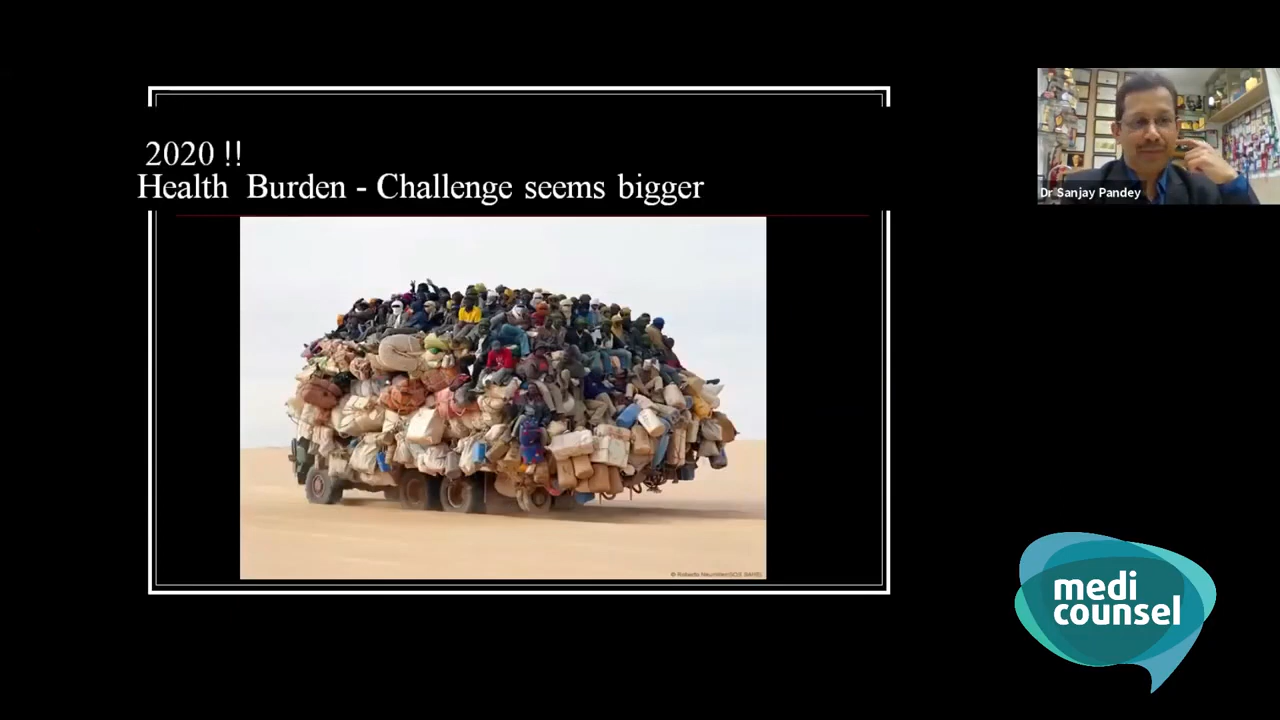 2020 !!
Health Burden - Challenge seems bigger
Dr Sanjay Pandey
medi
counsel